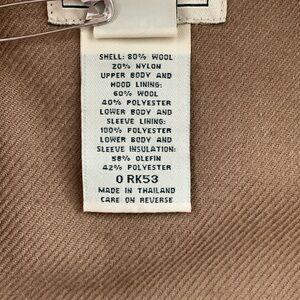 SHELL: 80% WOOL
20% NYLON
UPPER BODY AND
HOOD LINING:
60% WOOL
40% POLYESTER
LOWER BODY AND
SLEEVE LINING:
100% POLYESTER
LOWER BODY AND
SLEEVE INSULATION:
58% OLEFIN
42% POLYESTER
0 RK53
MADE IN THAILAND
CARE ON REVERSE